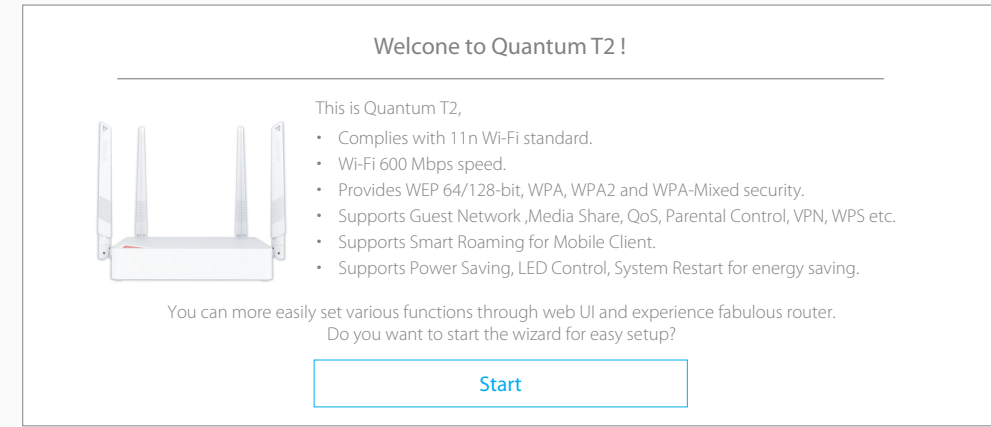 Welcone to Quantum T2 !
This is Quantum T2,
• Complies with 11n Wi-Fi standard.
• Wi-Fi 600 Mbps speed.
• Provides WEP 64/128-bit, WPA, WPA2 and WPA-Mixed security.
• Supports Guest Network ,Media Share, QoS, Parental Control, VPN, WPS etc.
• Supports Smart Roaming for Mobile Client.
• Supports Power Saving, LED Control, System Restart for energy saving.
You can more easily set various functions through web UI and experience fabulous router.
Do you want to start the wizard for easy setup?
Start